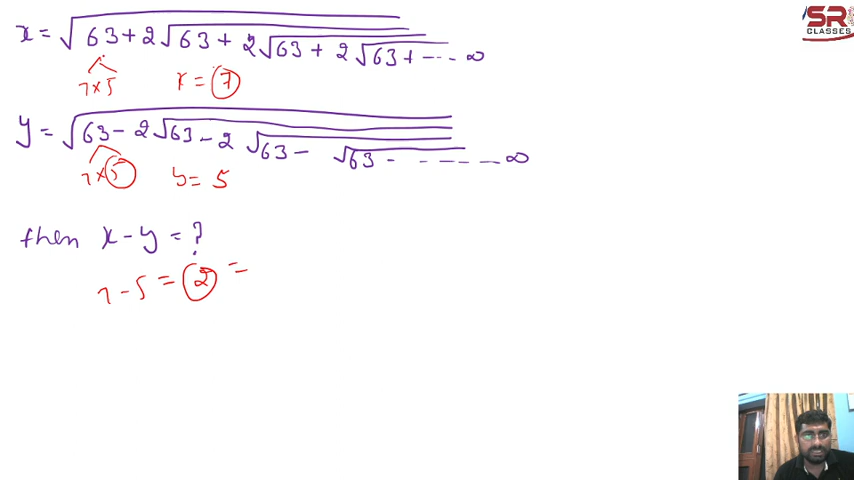 SR
CLASSES
x = √63 + 2√63 + 2√63 + 2√63 + ---- ∞
7×5 x = 7
y = √63 - 2√63 - 2 √63 - √63 - ------ ∞
7×5 y = 5
then x - y = ?
7 - 5 = 2 =